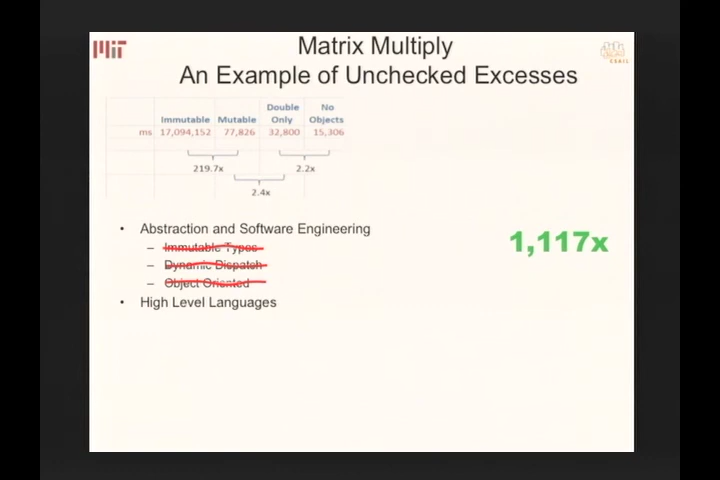 MIT
Matrix Multiply
An Example of Unchecked Excesses
CSAIL
Immutable Mutable Double Only No Objects
ms 17,094,152 77,826 32,800 15,306
219.7x 2.2x
2.4x
• Abstraction and Software Engineering
– Immutable Types
– Dynamic Dispatch
– Object Oriented
• High Level Languages
1,117x